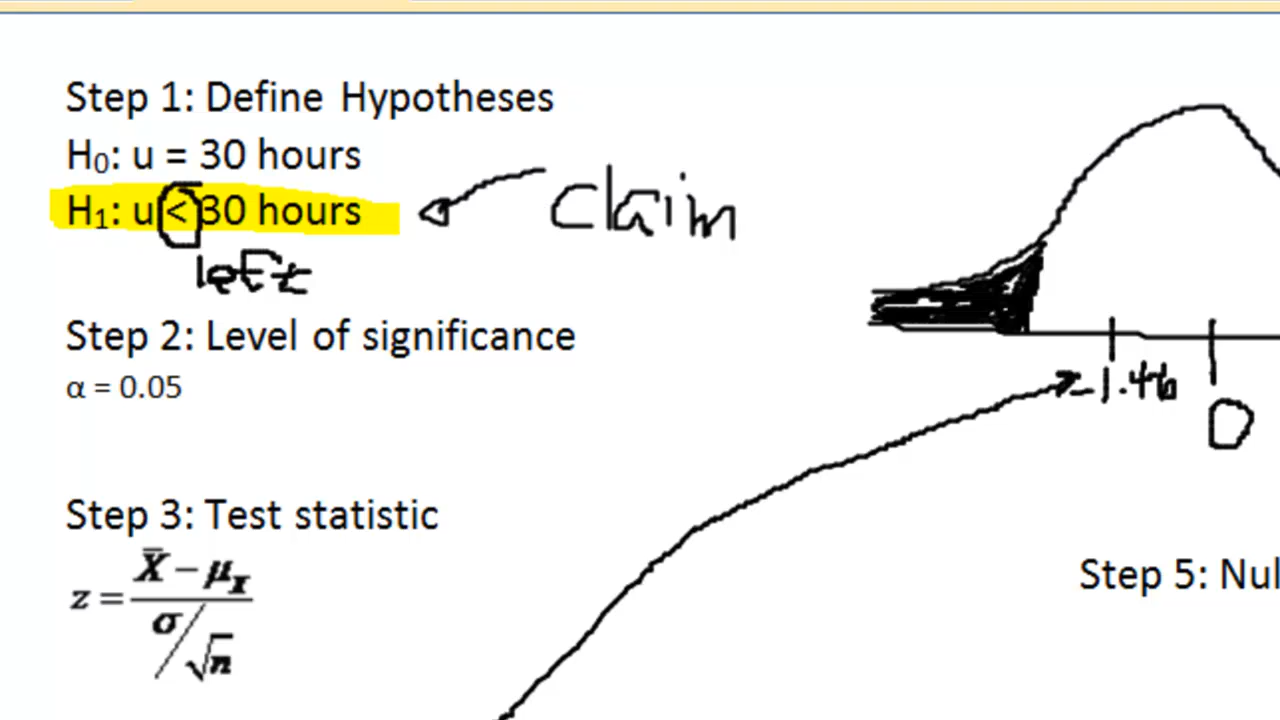 Step 1: Define Hypotheses
H₀: u = 30 hours
H₁: u < 30 hours
claim
left
Step 2: Level of significance
α = 0.05
-1.46
0
Step 3: Test statistic
z = (X̄ − μ_X̄) / (σ/√n)
Step 5: Nul